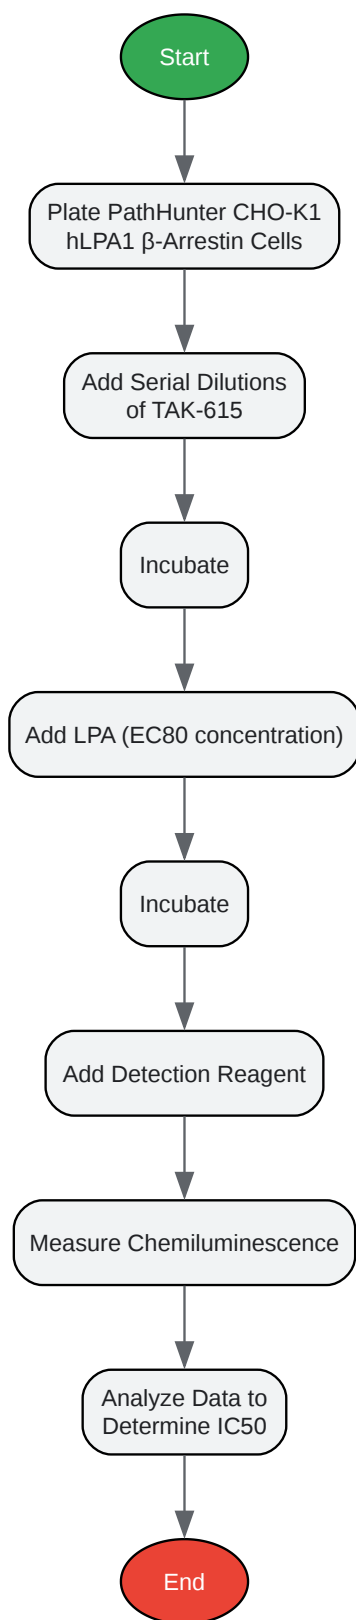 Start
Plate PathHunter CHO-K1
hLPA1 β-Arrestin Cells
Add Serial Dilutions
of TAK-615
Incubate
Add LPA (EC80 concentration)
Incubate
Add Detection Reagent
Measure Chemiluminescence
Analyze Data to
Determine IC50
End